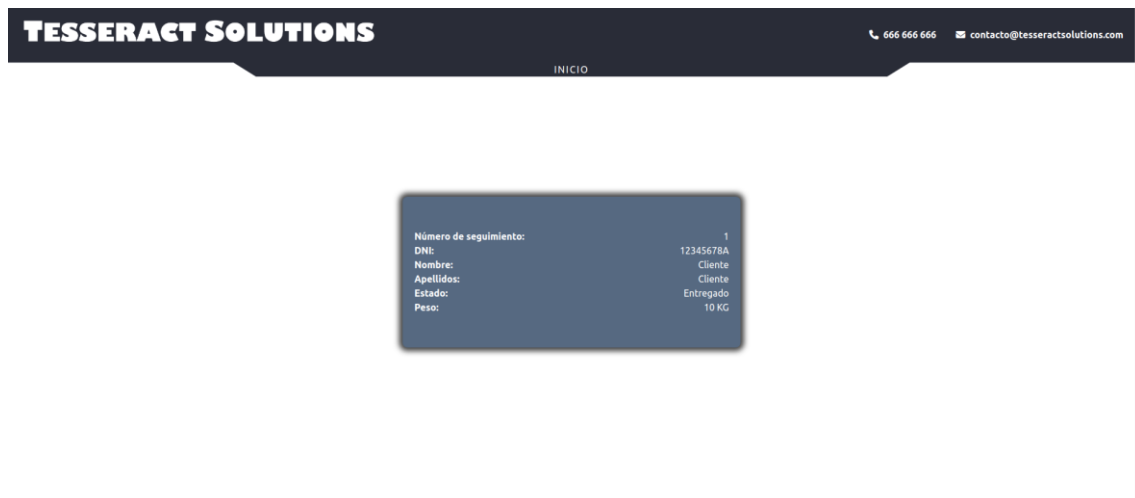 Tesseract Solutions
666 666 666 contacto@tesseractsolutions.com
INICIO
Número de seguimiento: 1
DNI: 12345678A
Nombre: Cliente
Apellidos: Cliente
Estado: Entregado
Peso: 10 KG